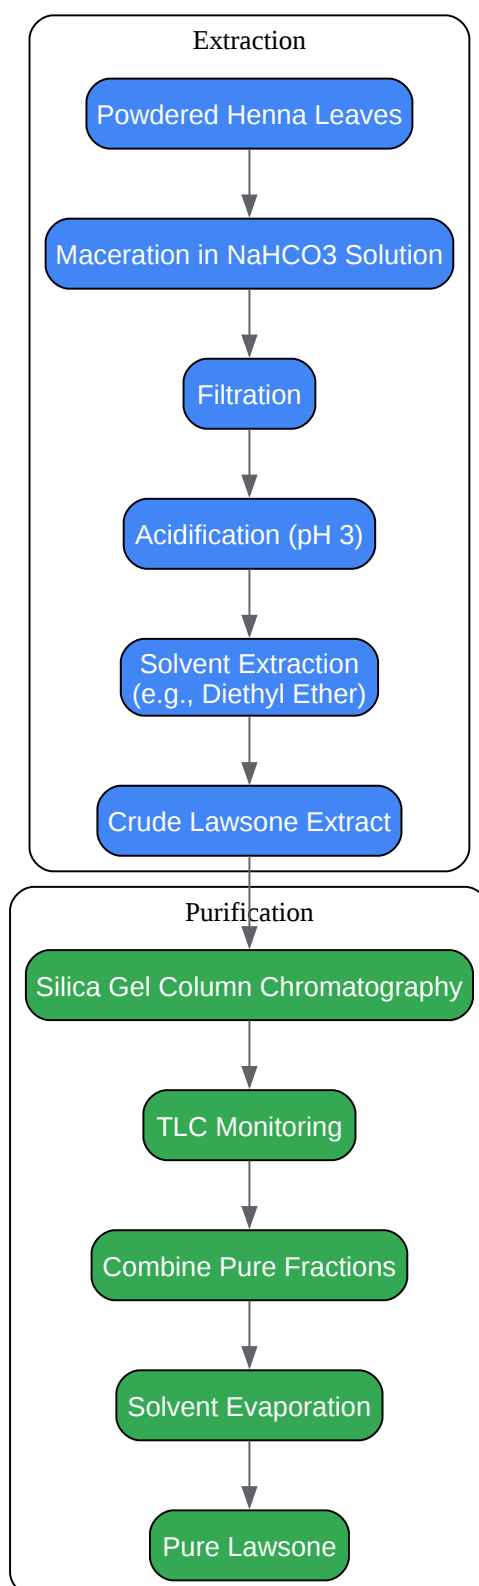 Extraction
Powdered Henna Leaves
Maceration in NaHCO3 Solution
Filtration
Acidification (pH 3)
Solvent Extraction
(e.g., Diethyl Ether)
Crude Lawsone Extract
Purification
Silica Gel Column Chromatography
TLC Monitoring
Combine Pure Fractions
Solvent Evaporation
Pure Lawsone